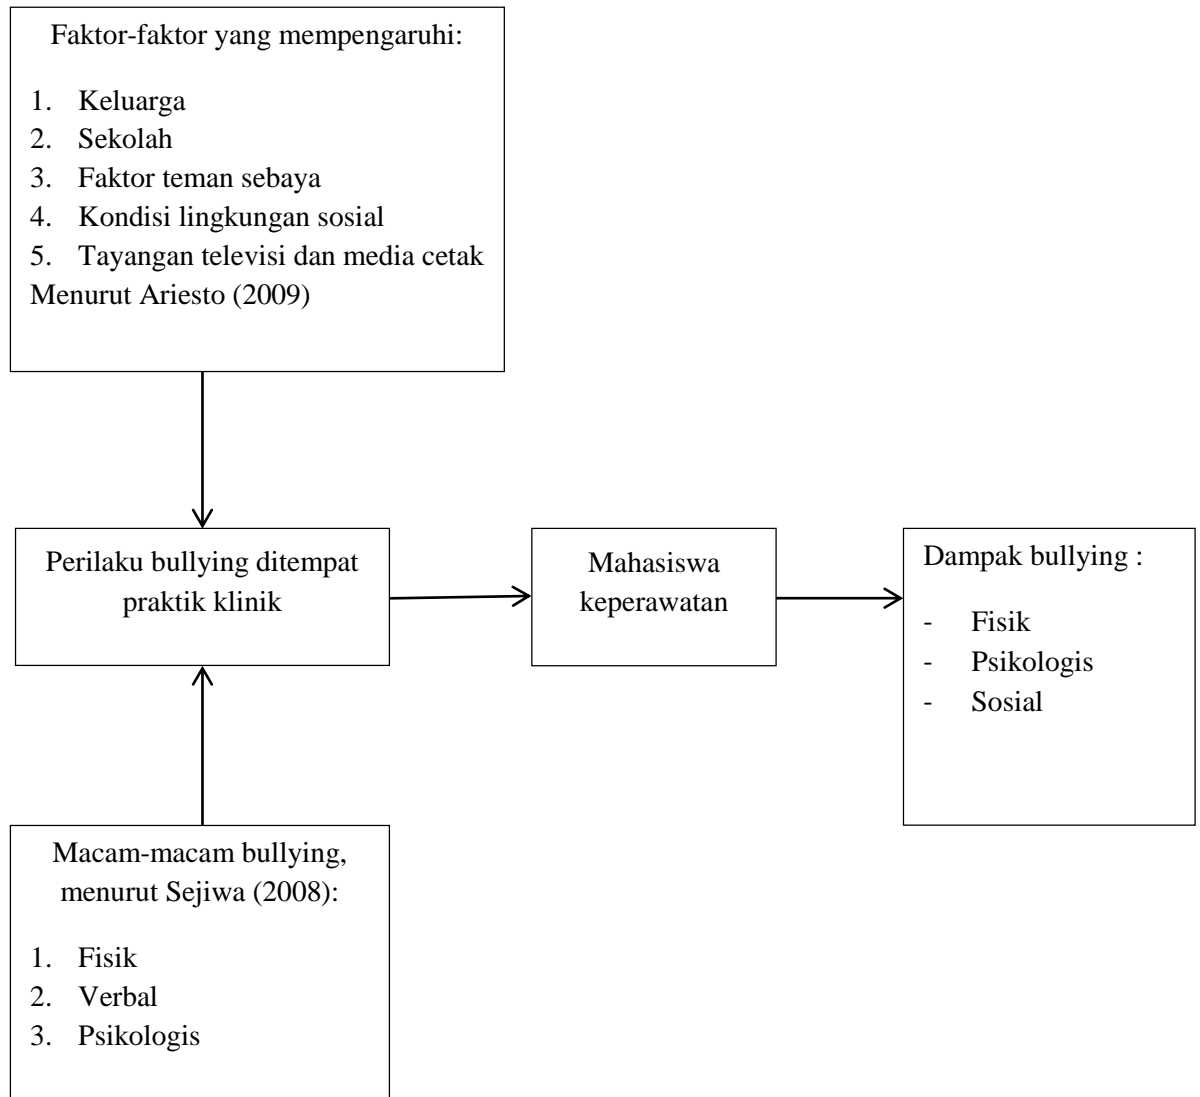 Faktor-faktor yang mempengaruhi:
1. Keluarga
2. Sekolah
3. Faktor teman sebaya
4. Kondisi lingkungan sosial
5. Tayangan televisi dan media cetak
Menurut Ariesto (2009)
Perilaku bullying ditempat
praktik klinik
Mahasiswa
keperawatan
Dampak bullying :
- Fisik
- Psikologis
- Sosial
Macam-macam bullying,
menurut Sejiwa (2008):
1. Fisik
2. Verbal
3. Psikologis